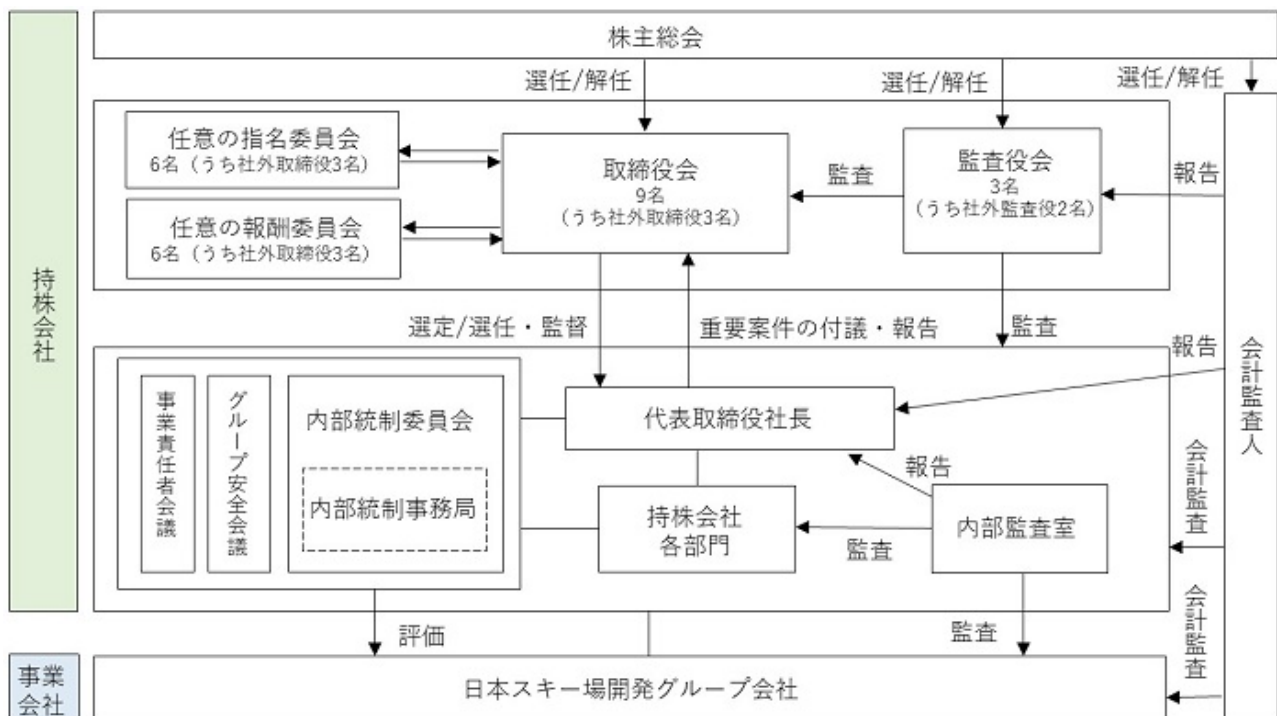 株主総会
選任/解任
選任/解任
選任/解任
任意の指名委員会
6名（うち社外取締役3名）
任意の報酬委員会
6名（うち社外取締役3名）
取締役会
9名
（うち社外取締役3名）
監査
監査役会
3名
（うち社外監査役2名）
報告
持株会社
選定/選任・監督
重要案件の付議・報告
監査
報告
会計監査人
事業責任者会議
グループ安全会議
内部統制委員会
内部統制事務局
代表取締役社長
報告
持株会社
各部門
監査
内部監査室
会計監査
評価
監査
会計監査
事業
会社
日本スキー場開発グループ会社